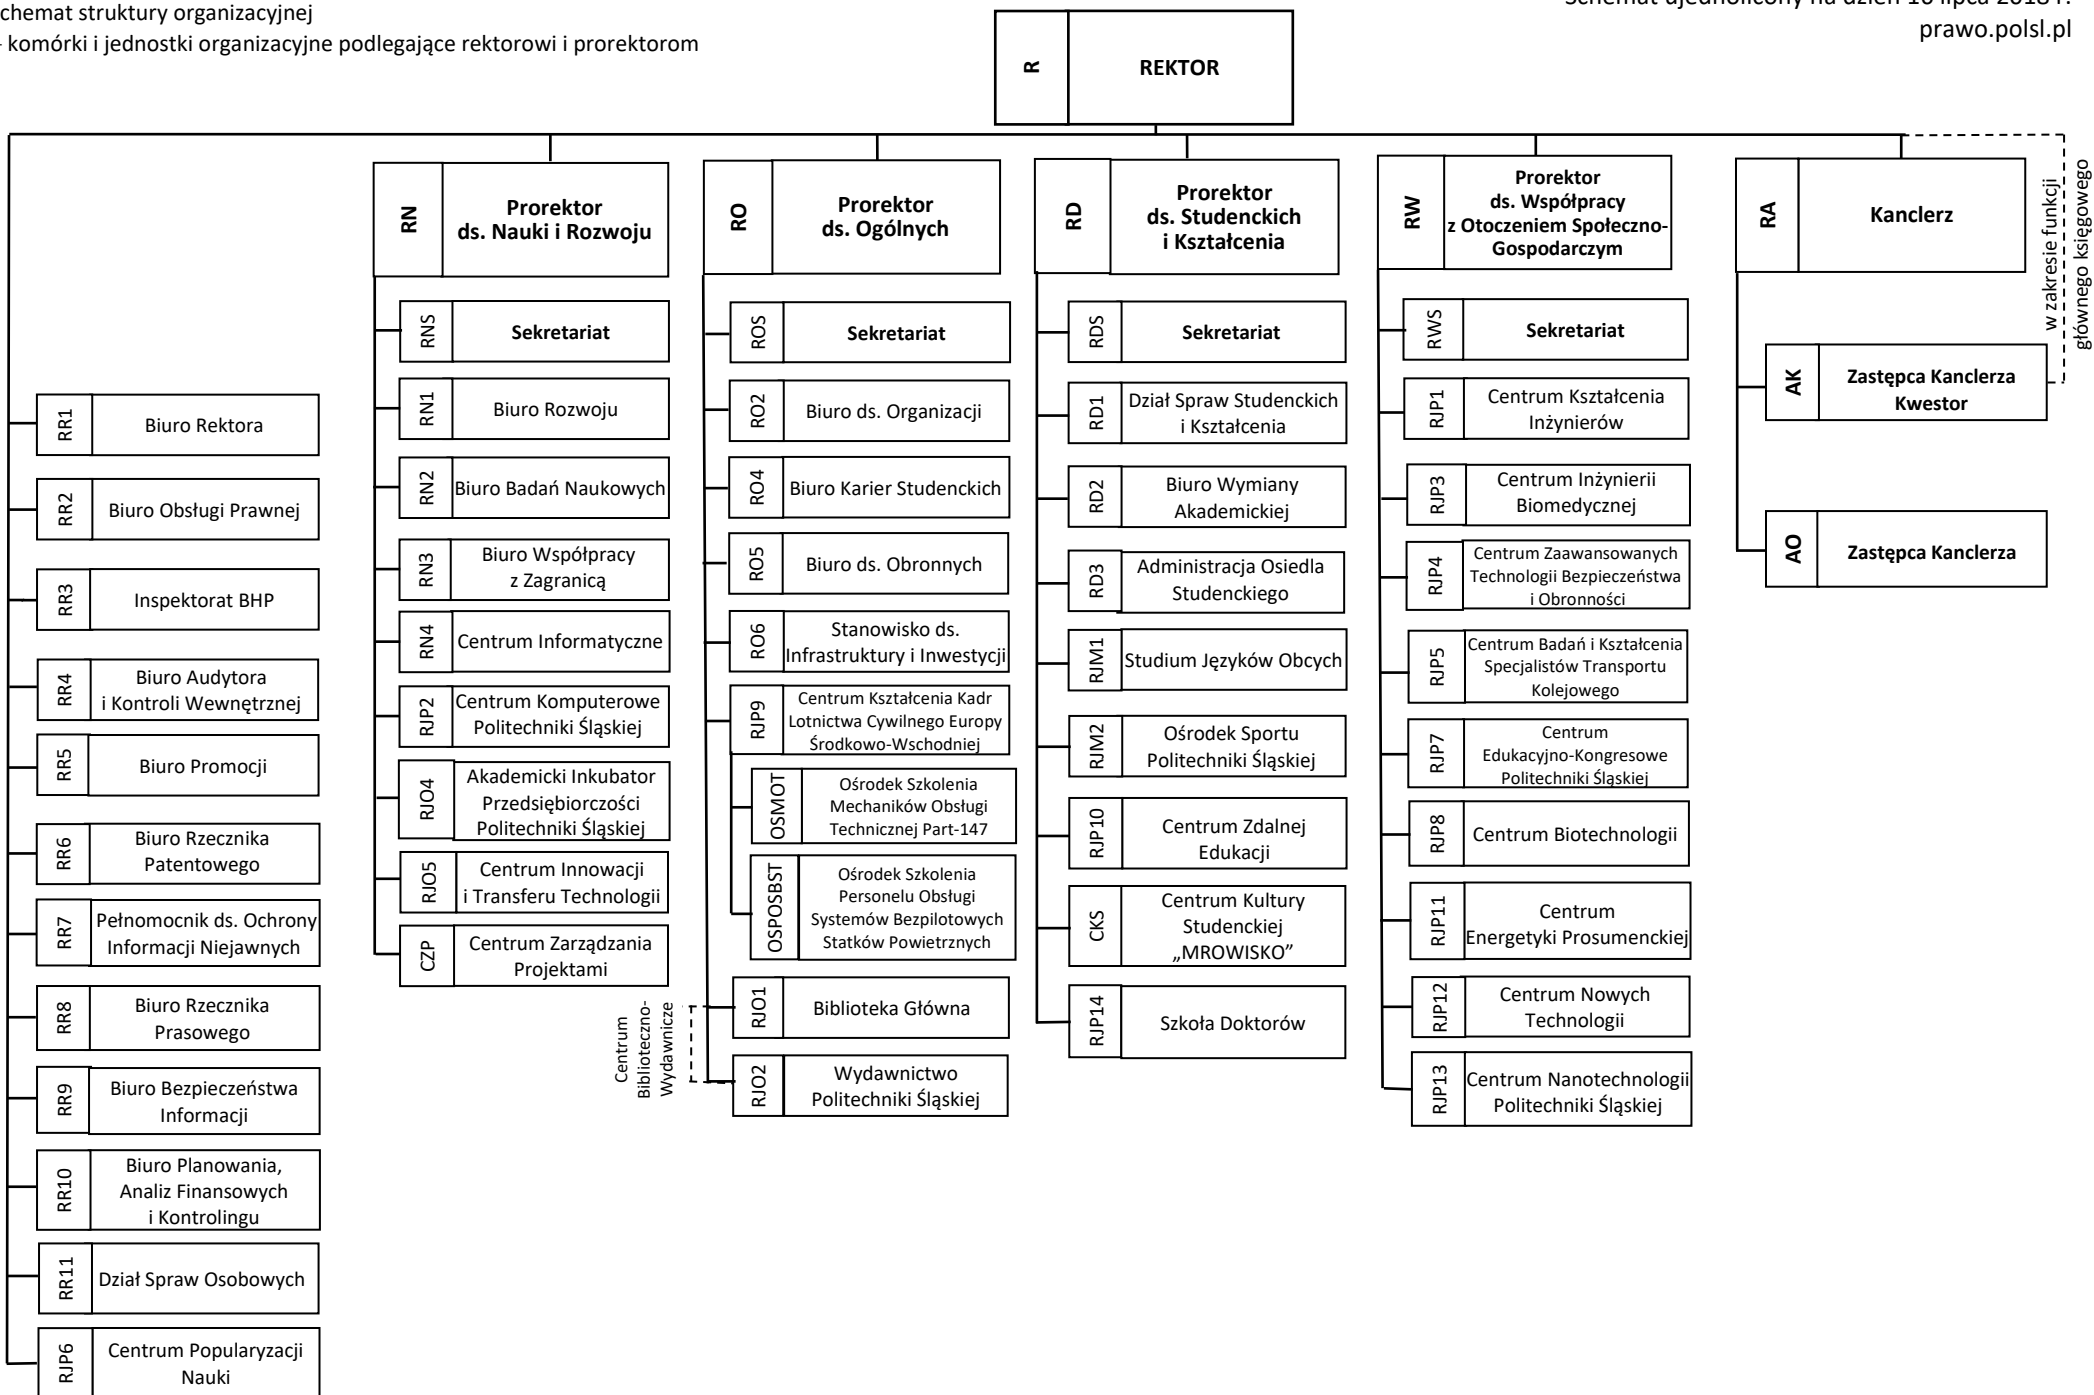 chemat struktury organizacyjnej
- komórki i jednostki organizacyjne podlegające rektorowi i prorektorom
Schemat ujednolicony na dzień 16 lipca 2018 r.
prawo.polsl.pl
R
REKTOR
RR1
Biuro Rektora
RR2
Biuro Obsługi Prawnej
RR3
Inspektorat BHP
RR4
Biuro Audytora
i Kontroli Wewnętrznej
RR5
Biuro Promocji
RR6
Biuro Rzecznika
Patentowego
RR7
Pełnomocnik ds. Ochrony
Informacji Niejawnych
RR8
Biuro Rzecznika
Prasowego
RR9
Biuro Bezpieczeństwa
Informacji
RR10
Biuro Planowania,
Analiz Finansowych
i Kontrolingu
RR11
Dział Spraw Osobowych
RJP6
Centrum Popularyzacji
Nauki
RN
Prorektor
ds. Nauki i Rozwoju
RNS
Sekretariat
RN1
Biuro Rozwoju
RN2
Biuro Badań Naukowych
RN3
Biuro Współpracy
z Zagranicą
RN4
Centrum Informatyczne
RJP2
Centrum Komputerowe
Politechniki Śląskiej
RJO4
Akademicki Inkubator
Przedsiębiorczości
Politechniki Śląskiej
RJO5
Centrum Innowacji
i Transferu Technologii
CZP
Centrum Zarządzania
Projektami
RO
Prorektor
ds. Ogólnych
ROS
Sekretariat
RO2
Biuro ds. Organizacji
RO4
Biuro Karier Studenckich
RO5
Biuro ds. Obronnych
RO6
Stanowisko ds.
Infrastruktury i Inwestycji
RJP9
Centrum Kształcenia Kadr
Lotnictwa Cywilnego Europy
Środkowo-Wschodniej
OSMOT
Ośrodek Szkolenia
Mechaników Obsługi
Technicznej Part-147
OSPOSBST
Ośrodek Szkolenia
Personelu Obsługi
Systemów Bezpilotowych
Statków Powietrznych
Centrum
Biblioteczno-
Wydawnicze
RJO1
Biblioteka Główna
RJO2
Wydawnictwo
Politechniki Śląskiej
RD
Prorektor
ds. Studenckich
i Kształcenia
RDS
Sekretariat
RD1
Dział Spraw Studenckich
i Kształcenia
RD2
Biuro Wymiany
Akademickiej
RD3
Administracja Osiedla
Studenckiego
RJM1
Studium Języków Obcych
RJM2
Ośrodek Sportu
Politechniki Śląskiej
RJP10
Centrum Zdalnej
Edukacji
CKS
Centrum Kultury
Studenckiej
„MROWISKO”
RJP14
Szkoła Doktorów
RW
Prorektor
ds. Współpracy
z Otoczeniem Społeczno-
Gospodarczym
RWS
Sekretariat
RJP1
Centrum Kształcenia
Inżynierów
RJP3
Centrum Inżynierii
Biomedycznej
RJP4
Centrum Zaawansowanych
Technologii Bezpieczeństwa
i Obronności
RJP5
Centrum Badań i Kształcenia
Specjalistów Transportu
Kolejowego
RJP7
Centrum
Edukacyjno-Kongresowe
Politechniki Śląskiej
RJP8
Centrum Biotechnologii
RJP11
Centrum
Energetyki Prosumenckiej
RJP12
Centrum Nowych
Technologii
RJP13
Centrum Nanotechnologii
Politechniki Śląskiej
RA
Kanclerz
w zakresie funkcji
głównego księgowego
AK
Zastępca Kanclerza
Kwestor
AO
Zastępca Kanclerza